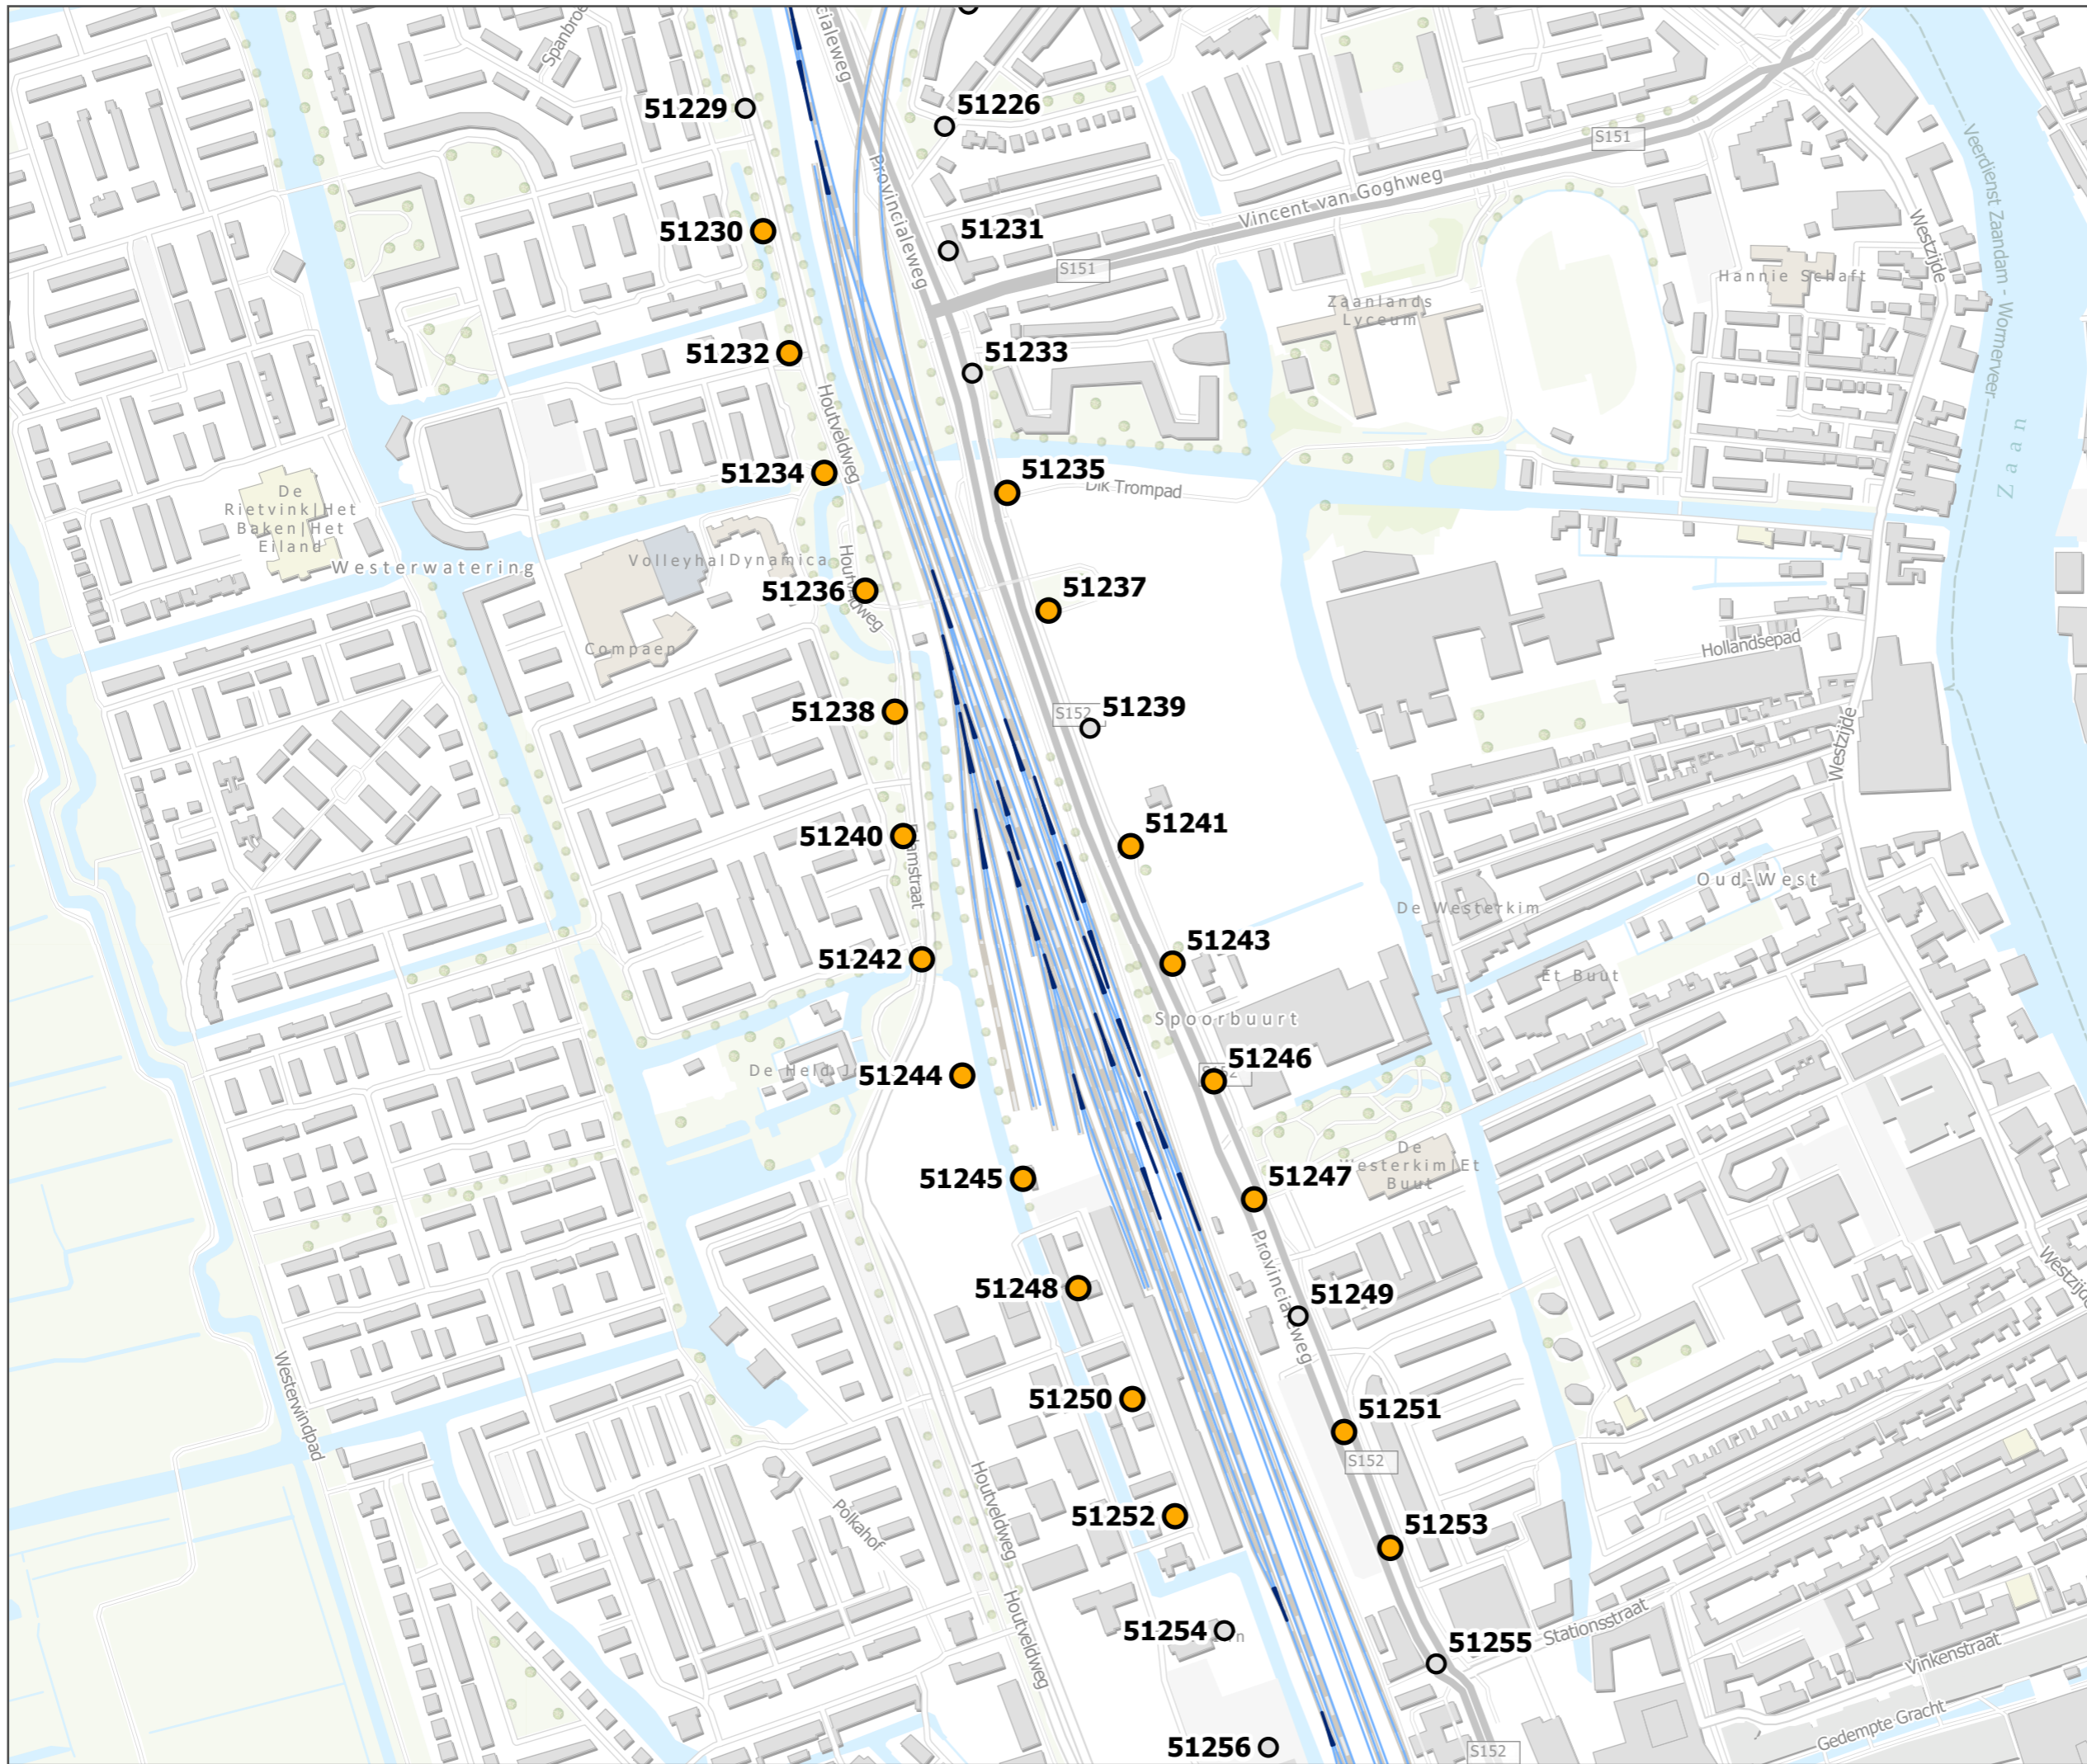 Spanbroe
cialeweg
51229
51226
S151
Veerdienst Zaandam - Wormerveer
Provincialeweg
Vincent van Goghweg
51230
51231
Westzijde
S151
Hannie Schaft
Zaanlands
Lyceum
51232
51233
Houtveldweg
Zaan
51234
51235
Dik Trompad
De
Rietvink|Het
Baken|Het
Eiland
Westerwatering
Volleyhal
Dynamica
51236
51237
Hollandsepad
Compaen
51238
S152
51239
Westzijde
51240
51241
amstraat
Oud-West
De Westerkim
51242
51243
Et Buut
Spoorbuurt
51244
De Held J
51246
51245
51247
De
Westerkim|Et
Buut
Provincialeweg
51248
51249
Westzijde
Westerwindpad
51250
51251
S152
Houtveldweg
Polkahof
51252
51253
Houtveldweg
51254
51255
Stationsstraat
Vinkenstraat
51256
S152
Gedempte Gracht